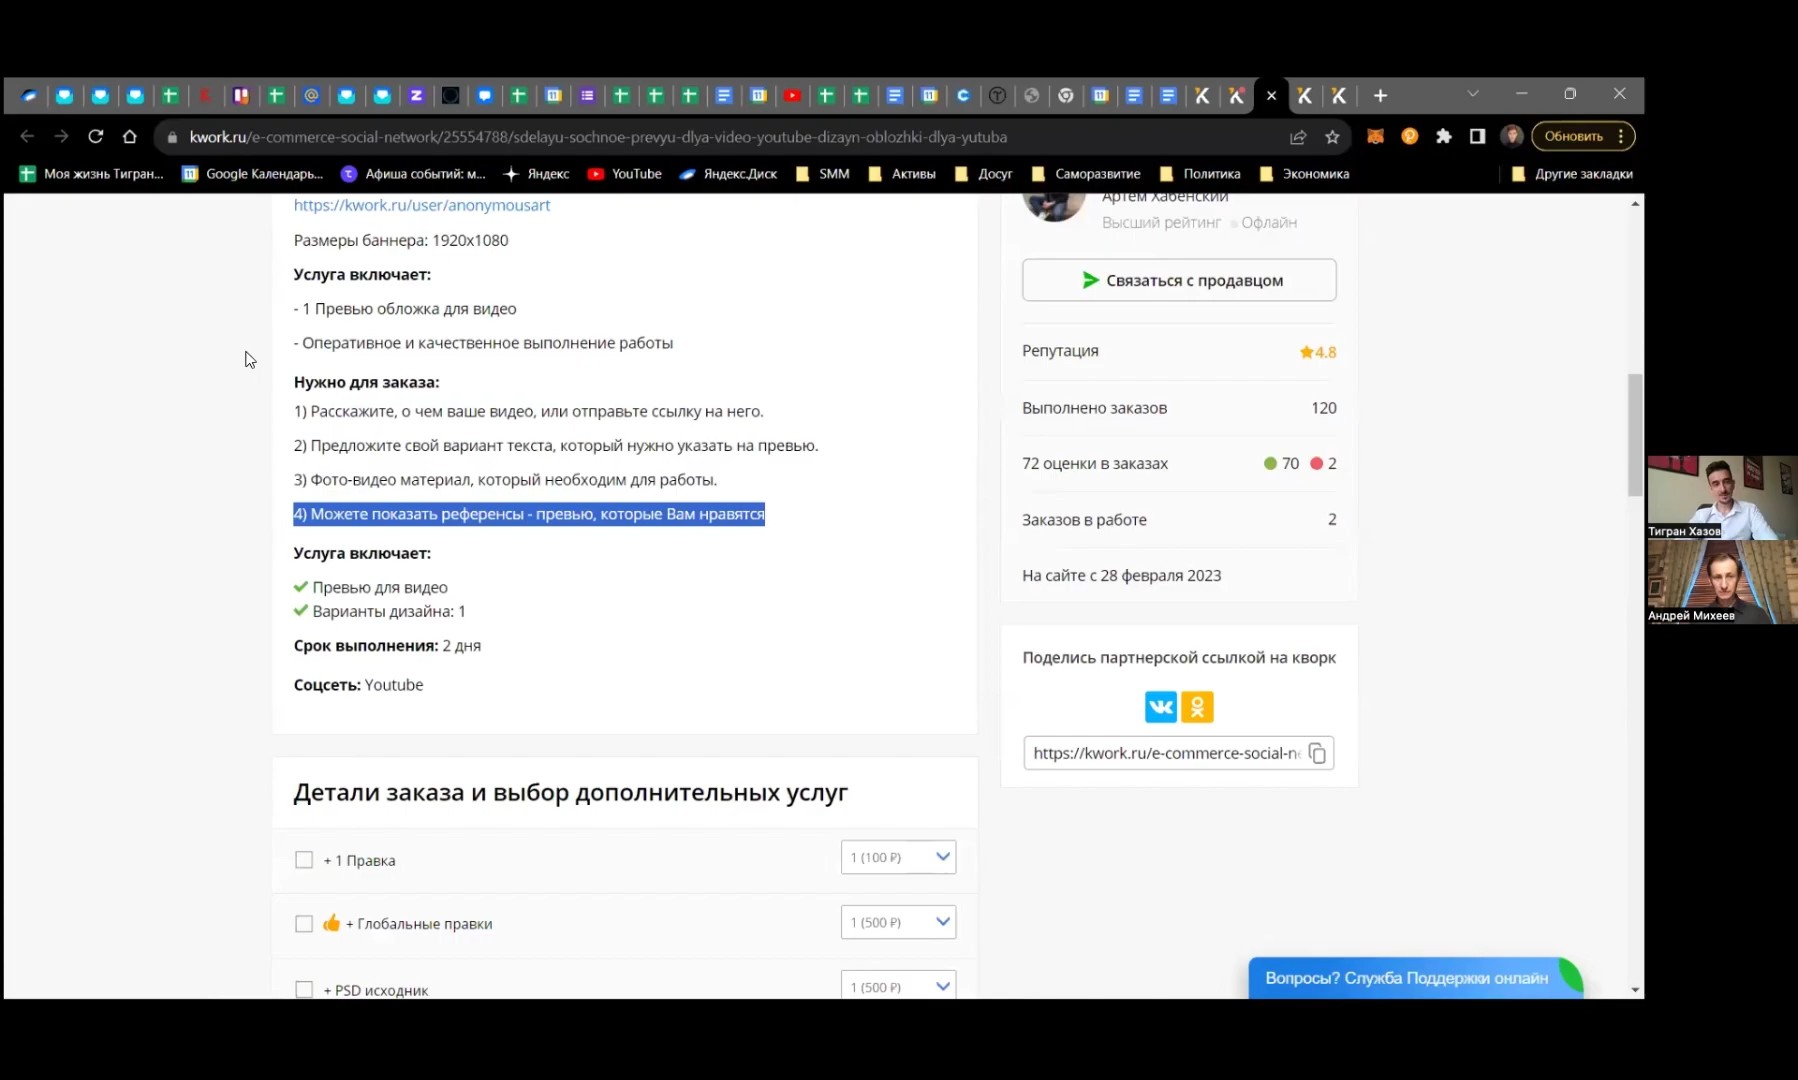 kwork.ru/e-commerce-social-network/25554788/sdelayu-sochnoe-prevyu-dlya-video-youtube-dizayn-oblozhki-dlya-yutuba
Обновить
Моя жизнь Тигран...
Google Календарь...
Афиша событий: м...
Яндекс
YouTube
Яндекс.Диск
SMM
Активы
Досуг
Саморазвитие
Политика
Экономика
Другие закладки
https://kwork.ru/user/anonymousart
Размеры баннера: 1920x1080
Услуга включает:
- 1 Превью обложка для видео
- Оперативное и качественное выполнение работы
Нужно для заказа:
1) Расскажите, о чем ваше видео, или отправьте ссылку на него.
2) Предложите свой вариант текста, который нужно указать на превью.
3) Фото-видео материал, который необходим для работы.
4) Можете показать референсы - превью, которые Вам нравятся
Услуга включает:
Превью для видео
Варианты дизайна: 1
Срок выполнения: 2 дня
Соцсеть: Youtube
Детали заказа и выбор дополнительных услуг
+ 1 Правка
1 (100 ₽)
+ Глобальные правки
1 (500 ₽)
+ PSD исходник
1 (500 ₽)
Артем Хабенский
Высший рейтинг Офлайн
Связаться с продавцом
Репутация
4.8
Выполнено заказов
120
72 оценки в заказах
70 2
Заказов в работе
2
На сайте с 28 февраля 2023
Поделись партнерской ссылкой на кворк
https://kwork.ru/e-commerce-social-ne
Вопросы? Служба Поддержки онлайн
Тигран Хазов
Андрей Михеев